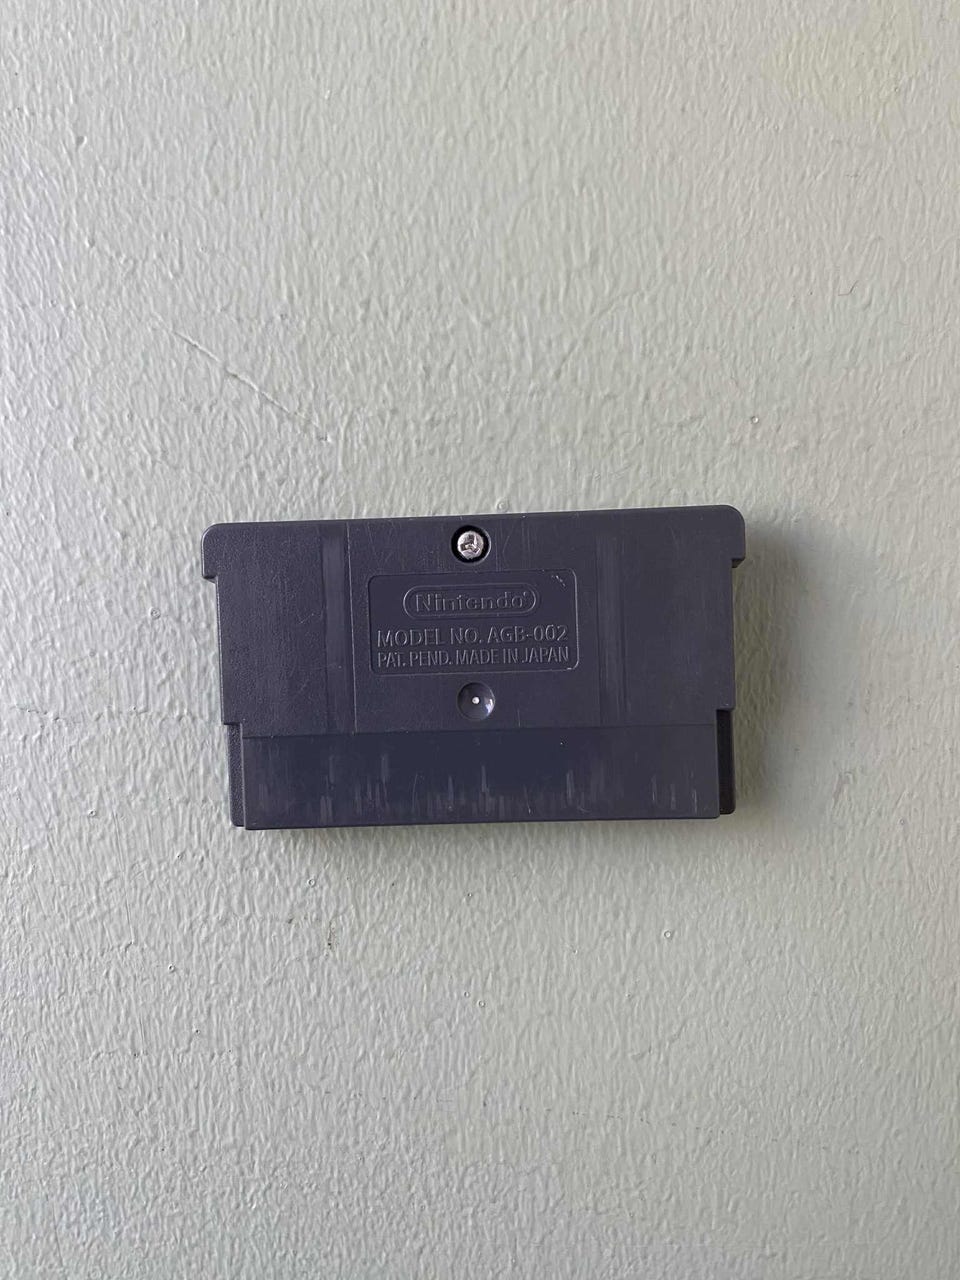 Nintendo®
MODEL NO. AGB-002
PAT. PEND. MADE IN JAPAN